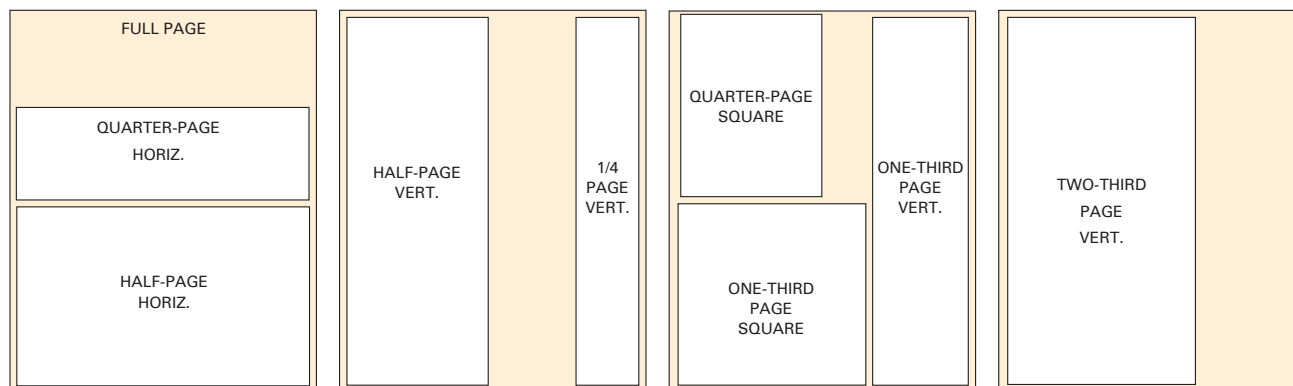 FULL PAGE
QUARTER-PAGE
HORIZ.
HALF-PAGE
HORIZ.
HALF-PAGE
VERT.
1/4
PAGE
VERT.
QUARTER-PAGE
SQUARE
ONE-THIRD
PAGE
SQUARE
ONE-THIRD
PAGE
VERT.
TWO-THIRD
PAGE
VERT.